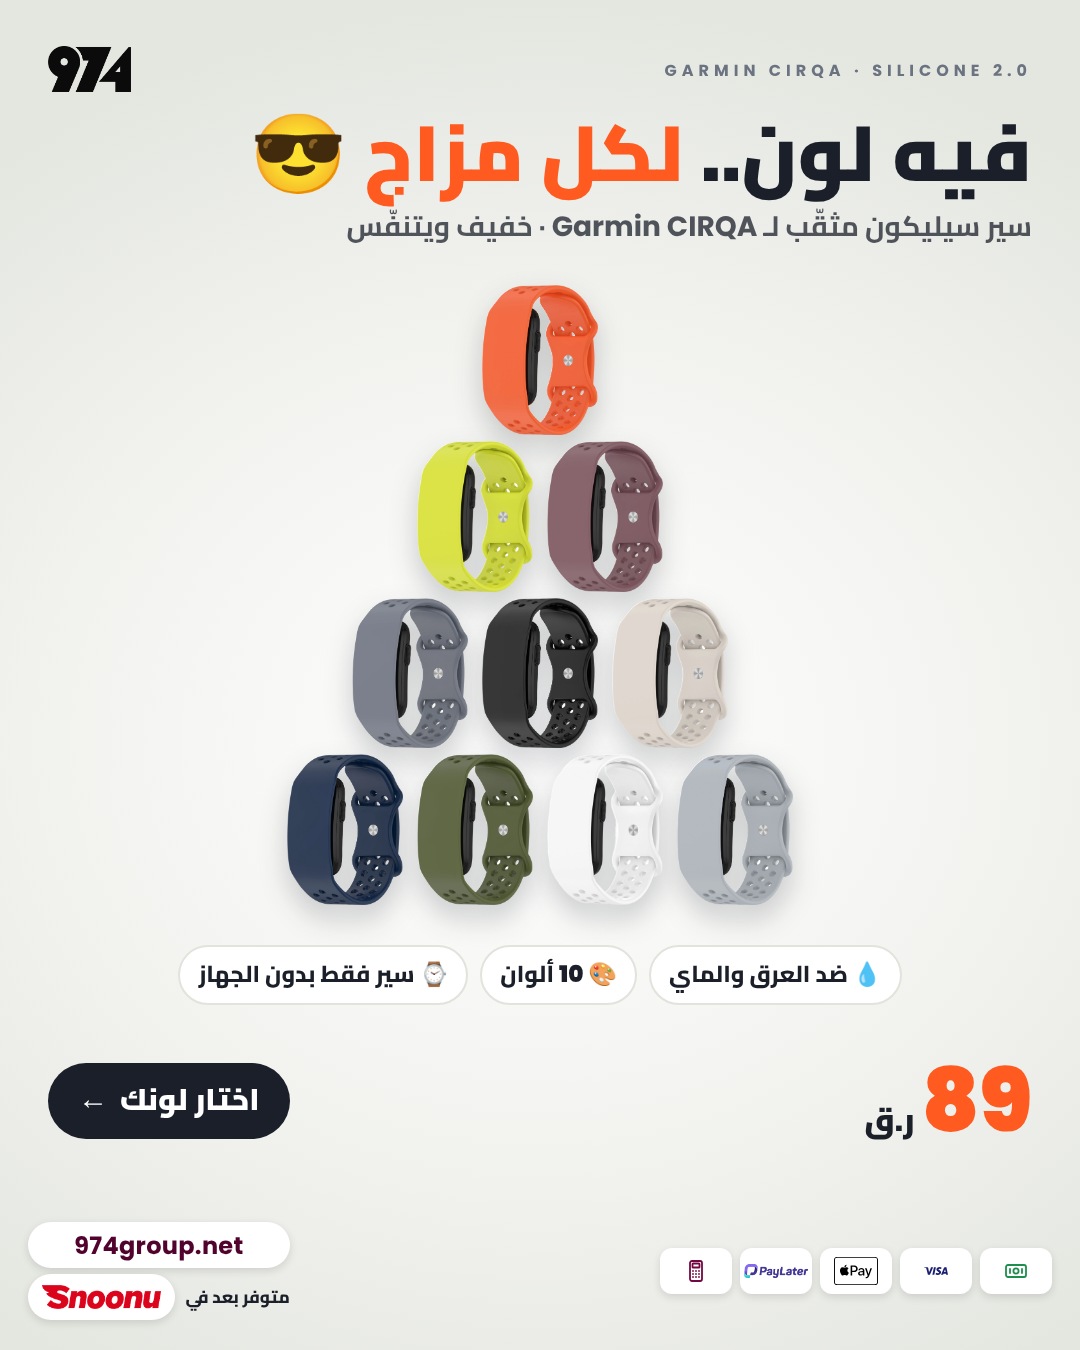 974
GARMIN CIRQA · SILICONE 2.0
فيه لون.. لكل مزاج 😎
سير سيليكون مثقّب لـ Garmin CIRQA · خفيف ويتنفّس
💧 ضد العرق والماي
🎨 10 ألوان
⌚ سير فقط بدون الجهاز
89 ر.ق
اختار لونك ←
974group.net
متوفر بعد في Snoonu
PayLater
Pay
VISA